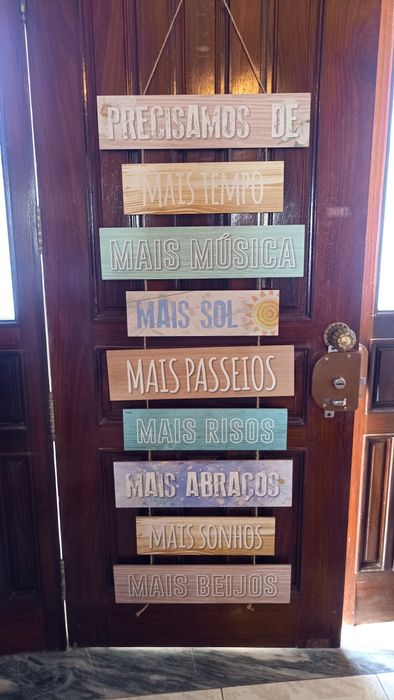 PRECISAMOS DE
MAIS TEMPO
MAIS MÚSICA
MAIS SOL
MAIS PASSEIOS
MAIS RISOS
MAIS ABRAÇOS
MAIS SONHOS
MAIS BEIJOS